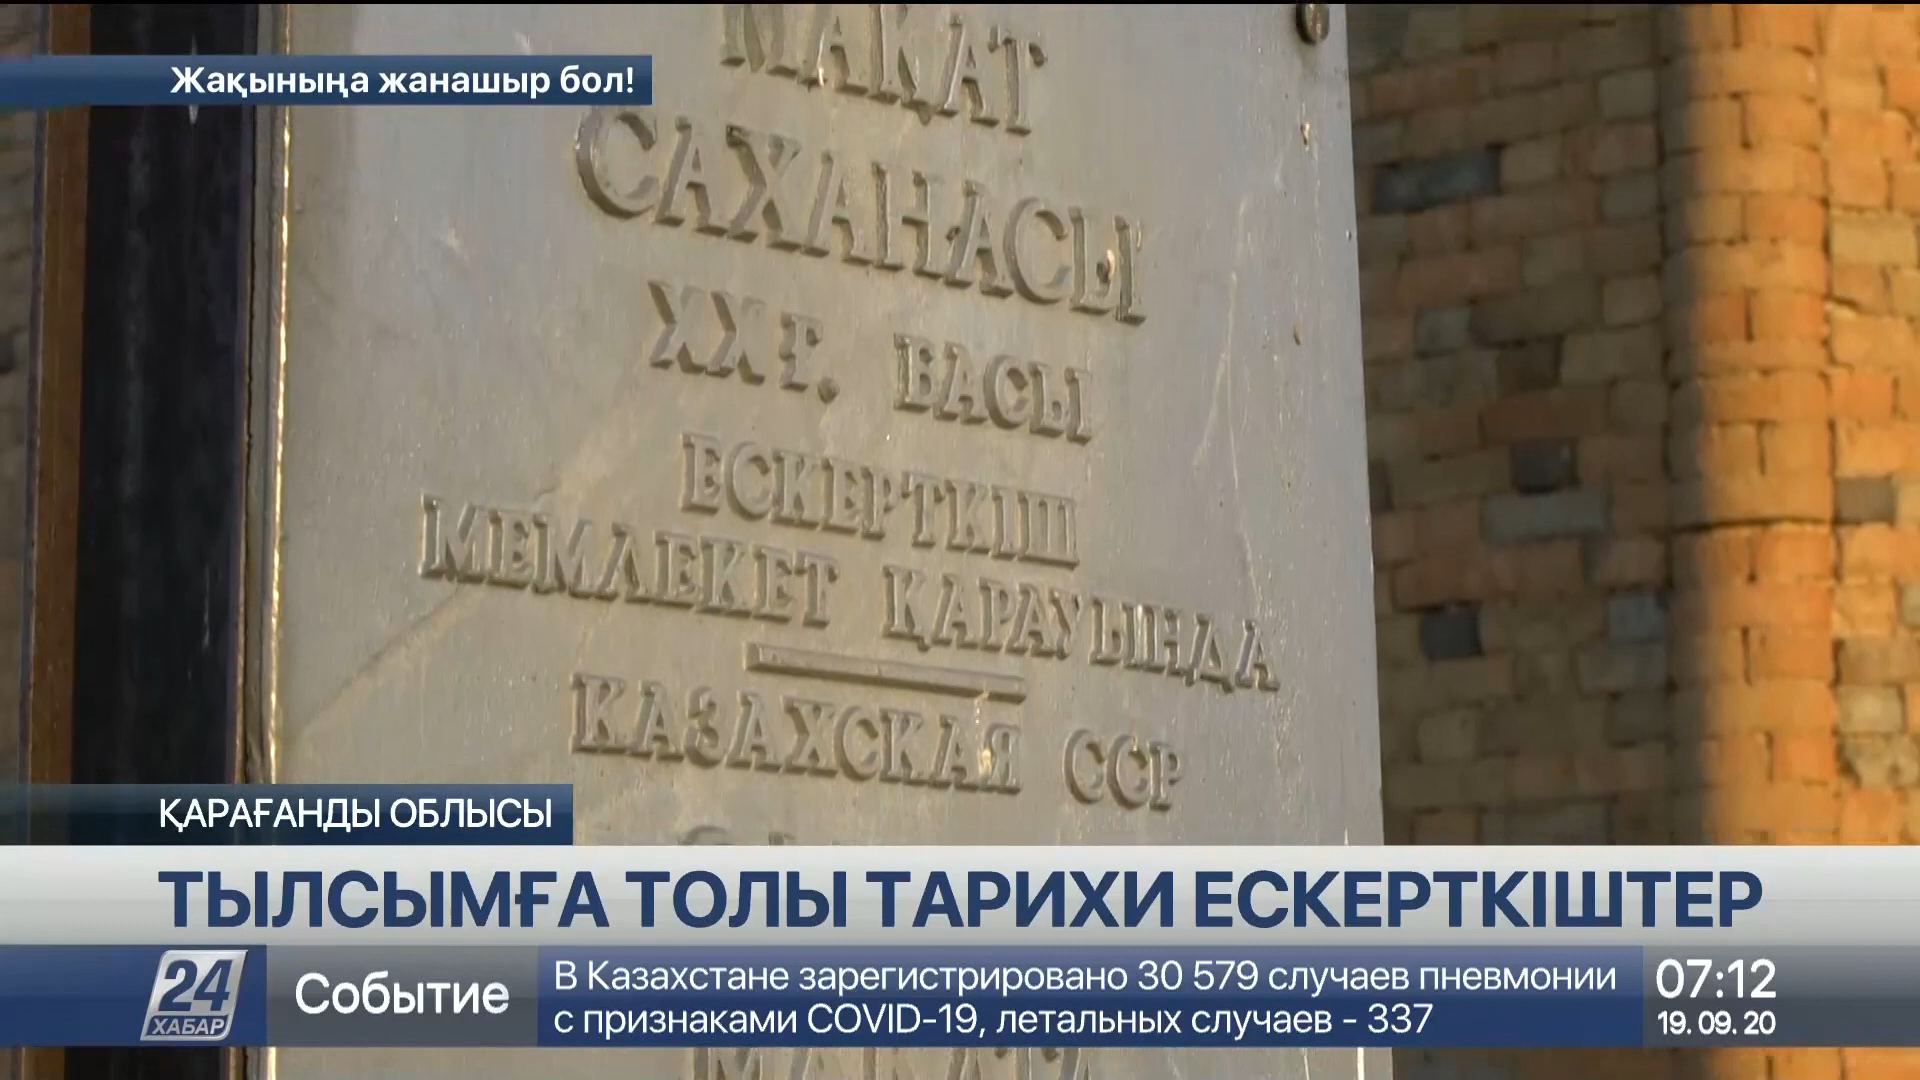 МАҚАТ
Жақыныңа жанашыр бол!
САХАНАСЫ
XX Ғ. БАСЫ
ЕСКЕРТКІШ
МЕМЛЕКЕТ ҚАРАУЫНДА
КАЗАХСКАЯ ССР
ҚАРАҒАНДЫ ОБЛЫСЫ
ТЫЛСЫМҒА ТОЛЫ ТАРИХИ ЕСКЕРТКІШТЕР
24
ХАБАР
Событие
В Казахстане зарегистрировано 30 579 случаев пневмонии
с признаками COVID-19, летальных случаев - 337
07:12
19. 09. 20